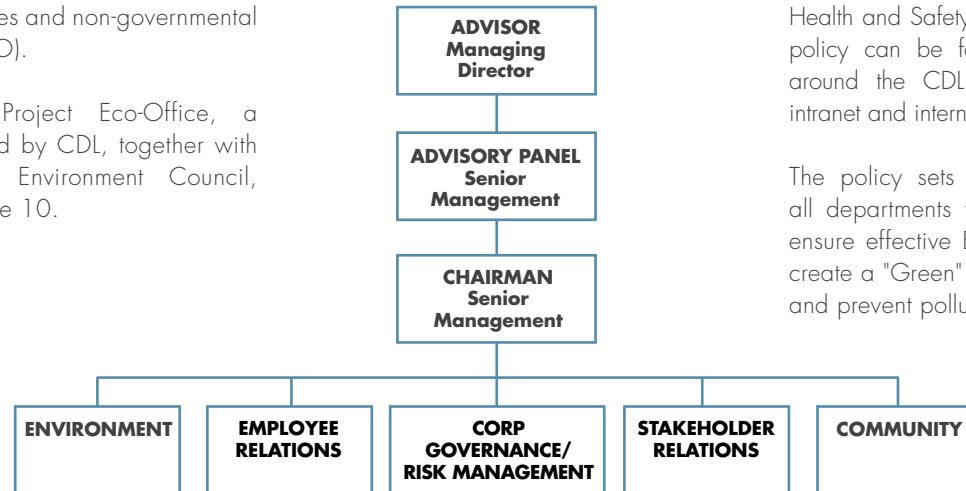 es and non-governmental
O).
Project Eco-Office, a
d by CDL, together with
Environment Council,
e 10.
ADVISOR
Managing
Director
ADVISORY PANEL
Senior
Management
CHAIRMAN
Senior
Management
Health and Safety
policy can be f
around the CDL
intranet and intern
The policy sets
all departments
ensure effective
create a "Green"
and prevent pollu
ENVIRONMENT
EMPLOYEE
RELATIONS
CORP
GOVERNANCE/
RISK MANAGEMENT
STAKEHOLDER
RELATIONS
COMMUNITY